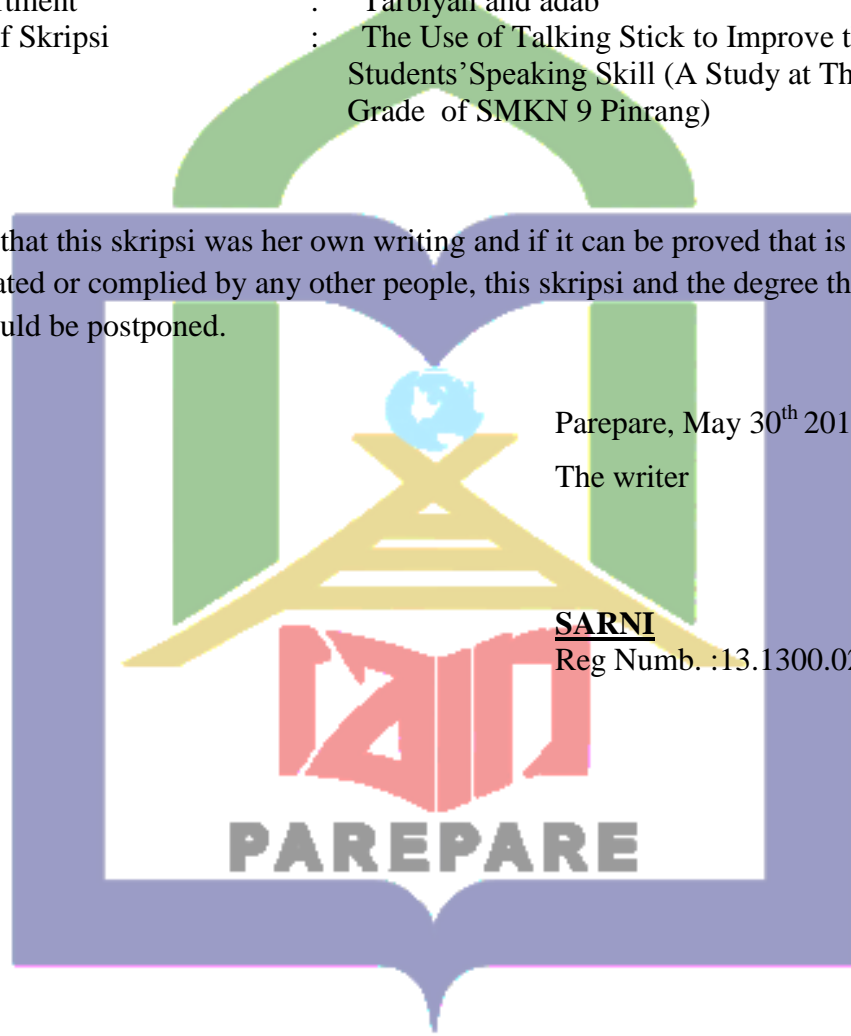 rtment : Tarbiyah and adab
f Skripsi : The Use of Talking Stick to Improve t
Students’Speaking Skill (A Study at Th
Grade of SMKN 9 Pinrang)
that this skripsi was her own writing and if it can be proved that is
ated or complied by any other people, this skripsi and the degree th
uld be postponed.
Parepare, May 30th 201
The writer
SARNI
Reg Numb. :13.1300.02
PAREPARE